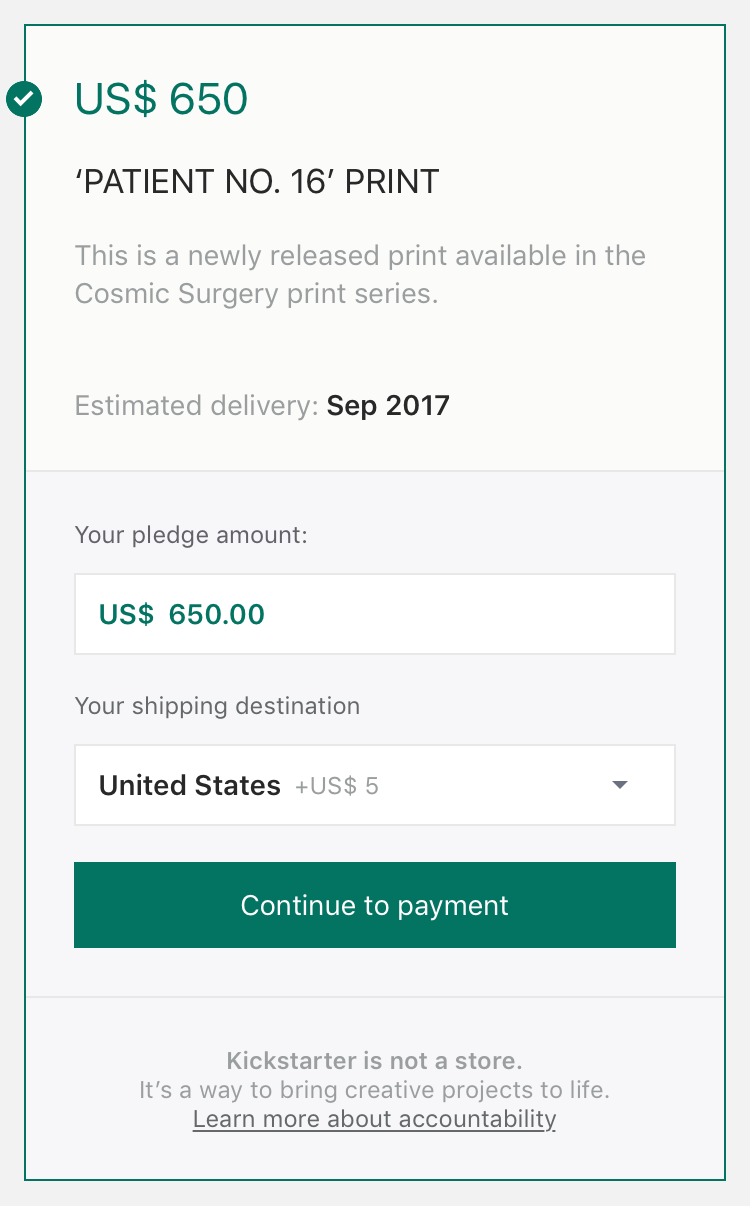 US$ 650
‘PATIENT NO. 16’ PRINT
This is a newly released print available in the
Cosmic Surgery print series.
Estimated delivery: Sep 2017
Your pledge amount:
US$ 650.00
Your shipping destination
United States +US$ 5
Continue to payment
Kickstarter is not a store.
It’s a way to bring creative projects to life.
Learn more about accountability